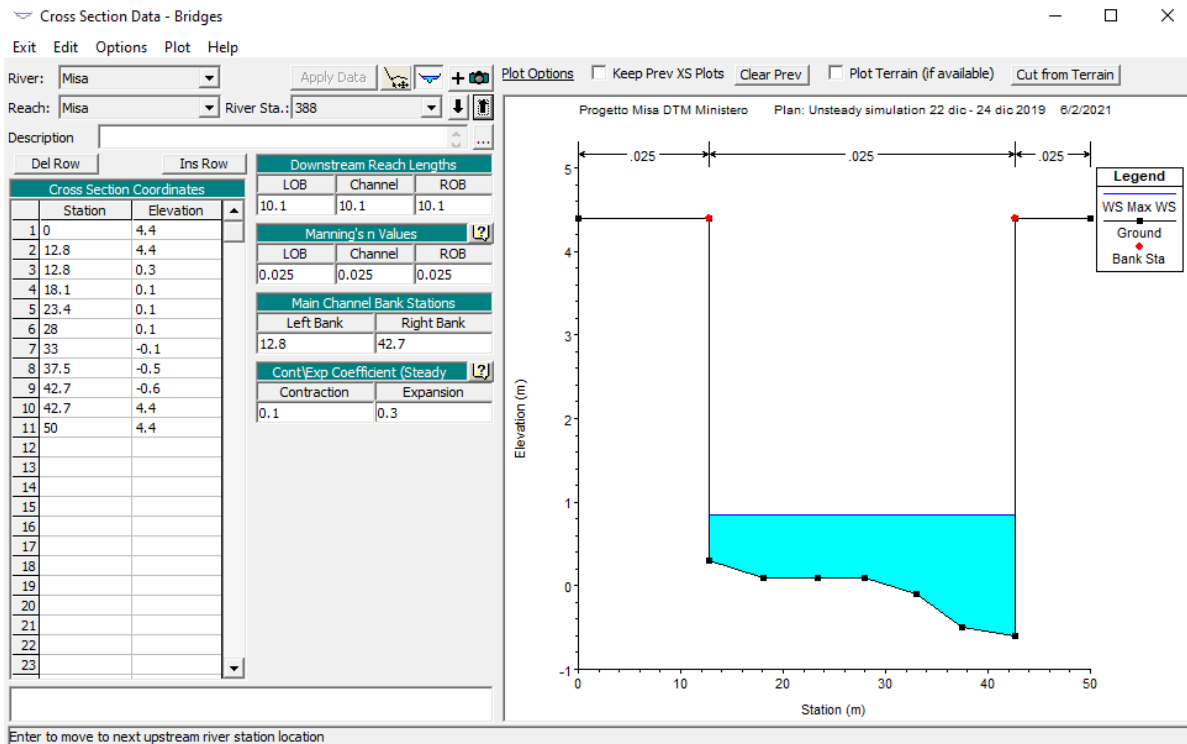 Cross Section Data - Bridges
Exit Edit Options Plot Help
River: Misa Apply Data + Plot Options Keep Prev XS Plots Clear Prev Plot Terrain (if available) Cut from Terrain
Reach: Misa River Sta.: 388
Description ...
Del Row Ins Row
Cross Section Coordinates
Station Elevation
1 0 4.4
2 12.8 4.4
3 12.8 0.3
4 18.1 0.1
5 23.4 0.1
6 28 0.1
7 33 -0.1
8 37.5 -0.5
9 42.7 -0.6
10 42.7 4.4
11 50 4.4
12
13
14
15
16
17
18
19
20
21
22
23
Downstream Reach Lengths
LOB Channel ROB
10.1 10.1 10.1
Manning's n Values ?
LOB Channel ROB
0.025 0.025 0.025
Main Channel Bank Stations
Left Bank Right Bank
12.8 42.7
Cont\Exp Coefficient (Steady ?
Contraction Expansion
0.1 0.3
Progetto Misa DTM Ministero Plan: Unsteady simulation 22 dic - 24 dic 2019 6/2/2021
.025 .025 .025
5
4
3
2
1
0
-1
Elevation (m)
0 10 20 30 40 50
Station (m)
Legend
WS Max WS
Ground
Bank Sta
Enter to move to next upstream river station location